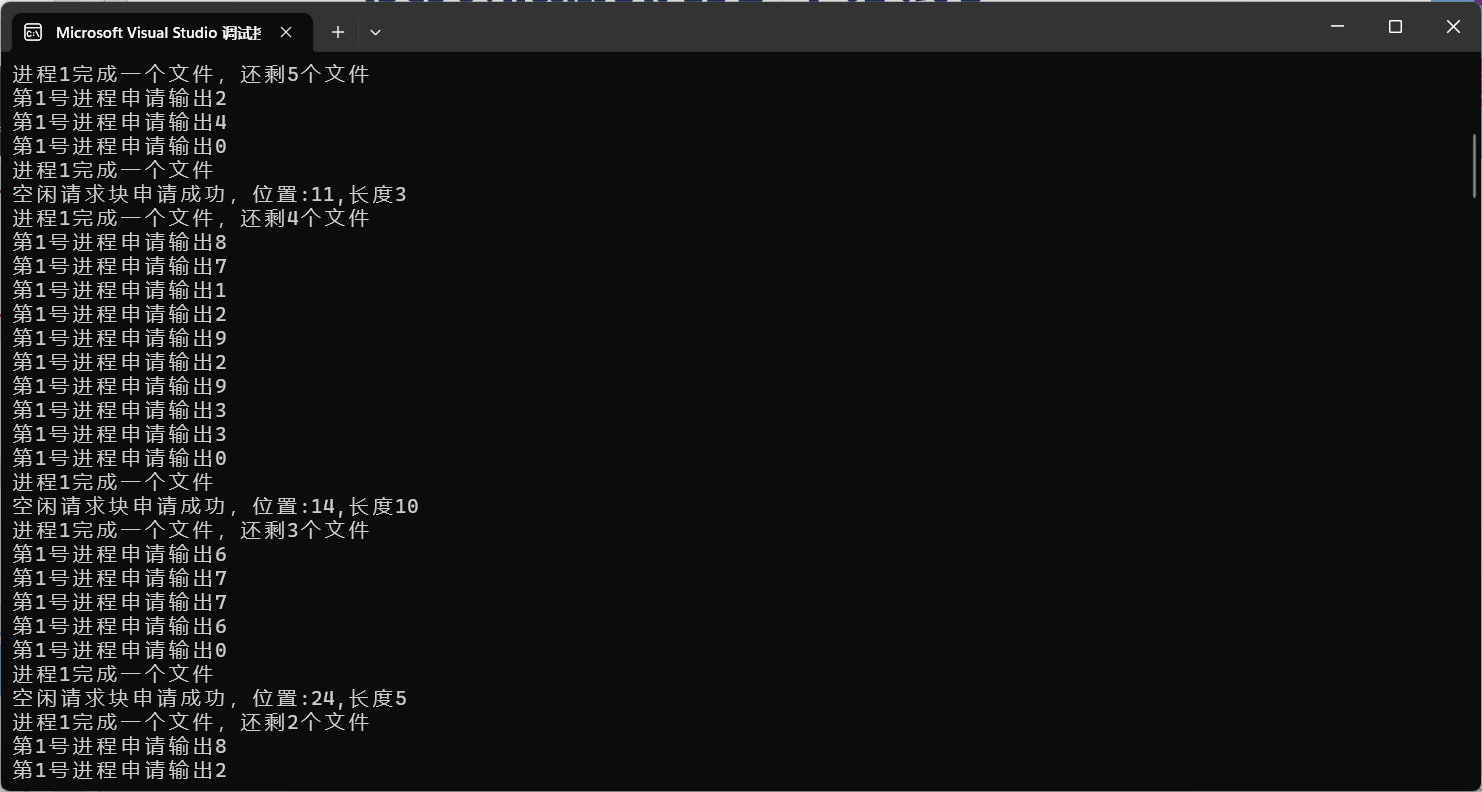 Microsoft Visual Studio 调试
进程1完成一个文件，还剩5个文件
第1号进程申请输出2
第1号进程申请输出4
第1号进程申请输出0
进程1完成一个文件
空闲请求块申请成功，位置:11,长度3
进程1完成一个文件，还剩4个文件
第1号进程申请输出8
第1号进程申请输出7
第1号进程申请输出1
第1号进程申请输出2
第1号进程申请输出9
第1号进程申请输出2
第1号进程申请输出9
第1号进程申请输出3
第1号进程申请输出3
第1号进程申请输出0
进程1完成一个文件
空闲请求块申请成功，位置:14,长度10
进程1完成一个文件，还剩3个文件
第1号进程申请输出6
第1号进程申请输出7
第1号进程申请输出7
第1号进程申请输出6
第1号进程申请输出0
进程1完成一个文件
空闲请求块申请成功，位置:24,长度5
进程1完成一个文件，还剩2个文件
第1号进程申请输出8
第1号进程申请输出2